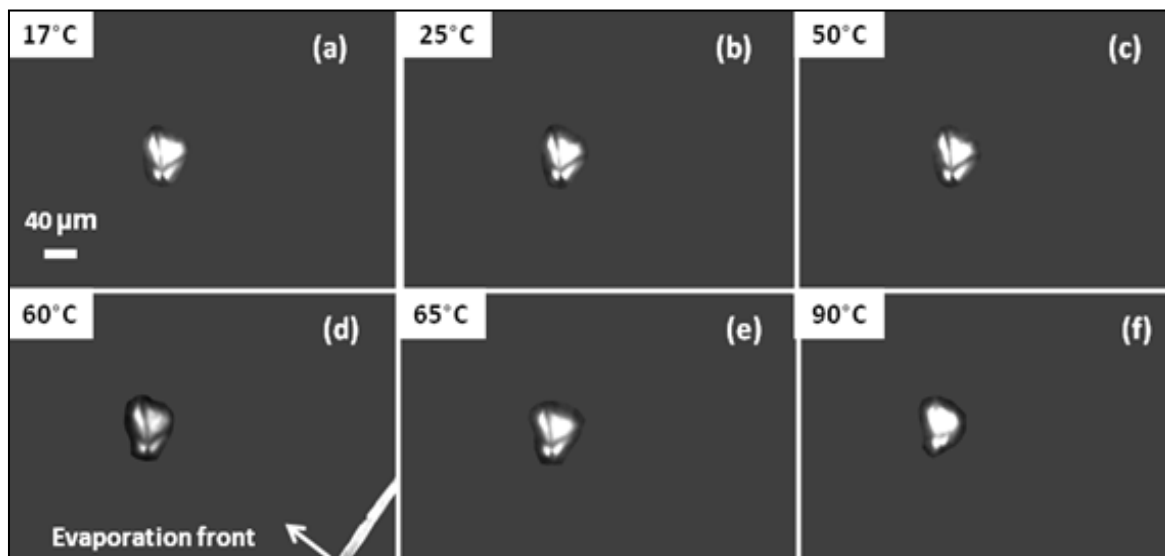 17°C
(a)
25°C
(b)
50°C
(c)
40 µm
60°C
(d)
Evaporation front
65°C
(e)
90°C
(f)